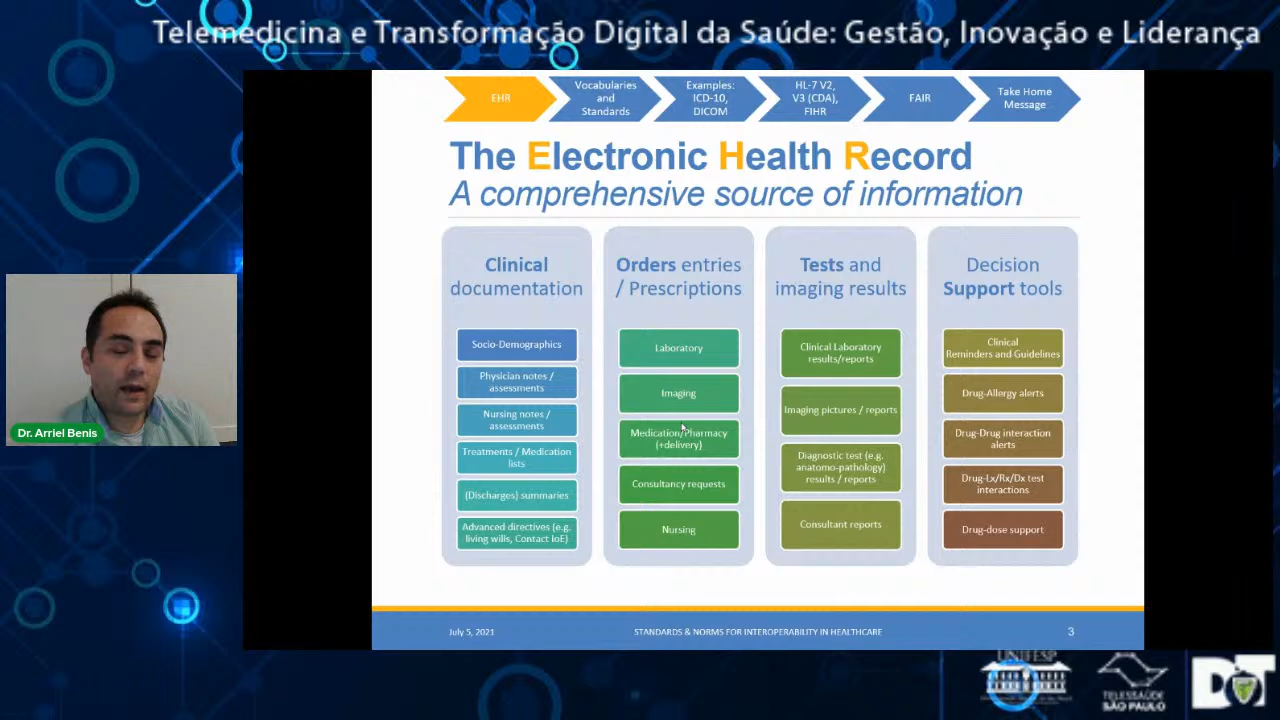 Telemedicina e Transformação Digital da Saúde: Gestão, Inovação e Liderança
EHR
Vocabularies
and
Standards
Examples:
ICD-10,
DICOM
HL-7 V2,
V3 (CDA),
FIHR
FAIR
Take Home
Message
The Electronic Health Record
A comprehensive source of information
Clinical
documentation
Socio-Demographics
Physician notes /
assessments
Nursing notes /
assessments
Treatments / Medication
lists
(Discharges) summaries
Advanced directives (e.g.
living wills, Contact IoE)
Orders entries
/ Prescriptions
Laboratory
Imaging
Medication/Pharmacy
(+delivery)
Consultancy requests
Nursing
Tests and
imaging results
Clinical Laboratory
results/reports
Imaging pictures / reports
Diagnostic test (e.g.
anatomo-pathology)
results / reports
Consultant reports
Decision
Support tools
Clinical
Reminders and Guidelines
Drug-Allergy alerts
Drug-Drug interaction
alerts
Drug-Lx/Rx/Dx test
interactions
Drug-dose support
Dr. Arriel Benis
July 5, 2021
STANDARDS & NORMS FOR INTEROPERABILITY IN HEALTHCARE
3
UNIFESP
TELESSAÚDE
SÃO PAULO